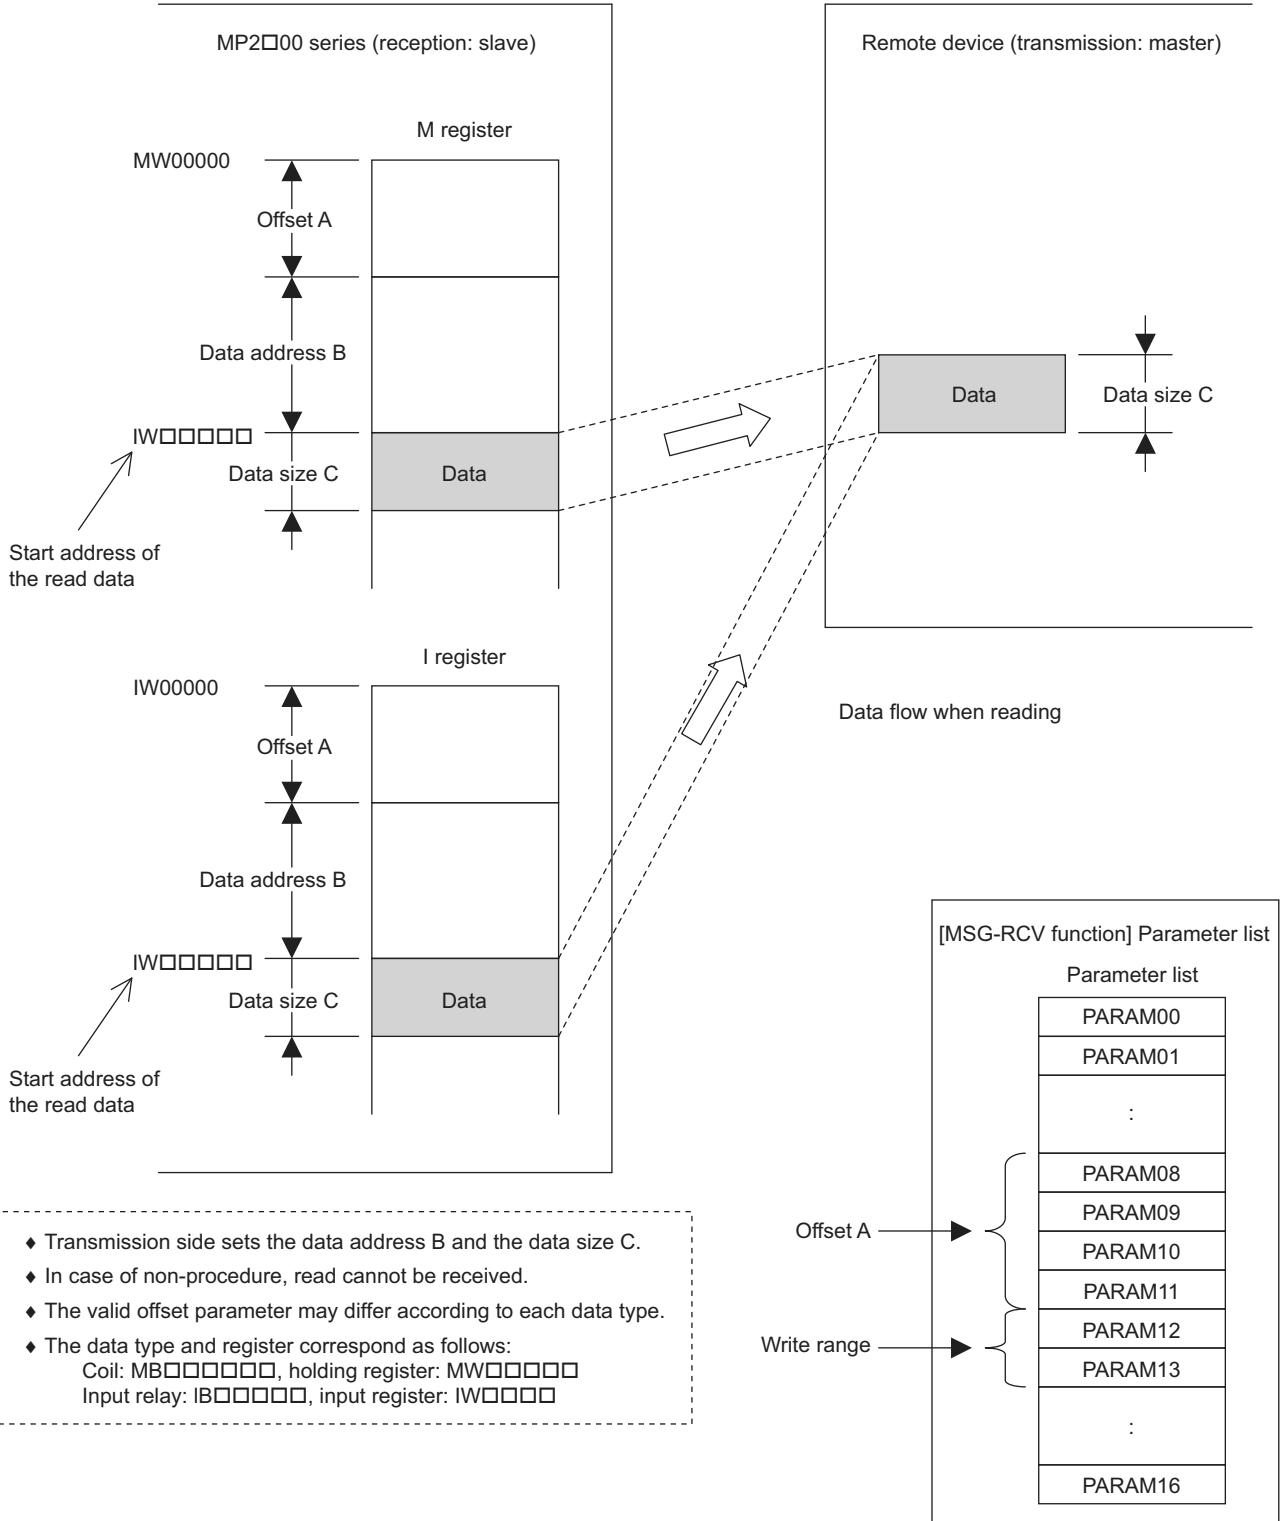 MP2□00 series (reception: slave)
M register
MW00000
Offset A
Data address B
IW□□□□□
Data size C
Data
Start address of
the read data
I register
IW00000
Offset A
Data address B
IW□□□□□
Data size C
Data
Start address of
the read data
Remote device (transmission: master)
Data
Data size C
Data flow when reading
♦ Transmission side sets the data address B and the data size C.
♦ In case of non-procedure, read cannot be received.
♦ The valid offset parameter may differ according to each data type.
♦ The data type and register correspond as follows:
Coil: MB□□□□□□, holding register: MW□□□□□
Input relay: IB□□□□□, input register: IW□□□□
[MSG-RCV function] Parameter list
Parameter list
PARAM00
PARAM01
:
PARAM08
PARAM09
Offset A
PARAM10
PARAM11
PARAM12
Write range
PARAM13
:
PARAM16